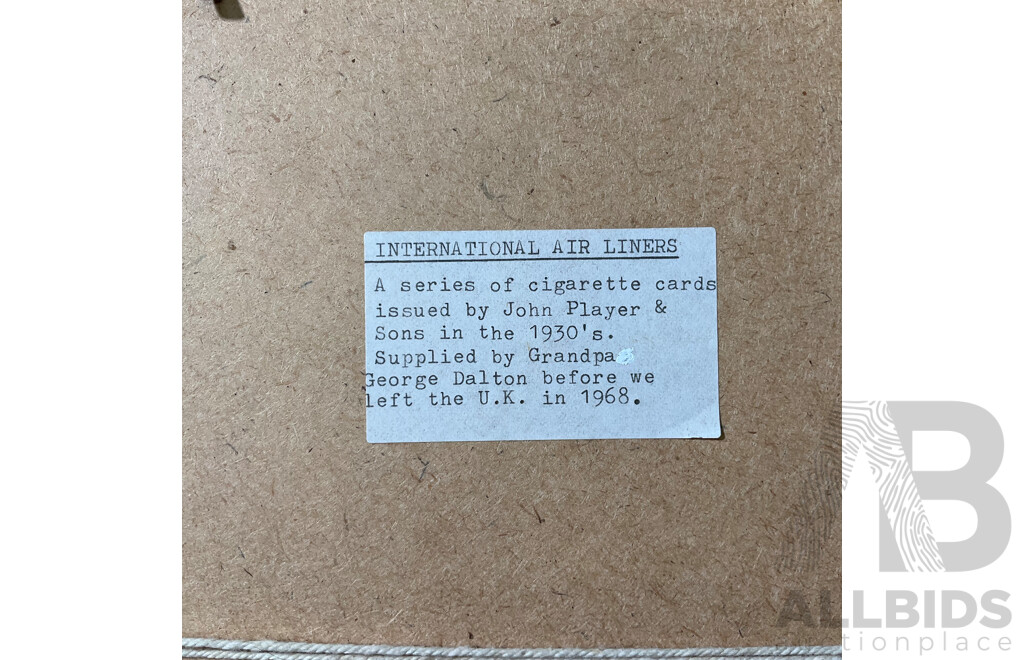 INTERNATIONAL AIR LINERS
A series of cigarette cards
issued by John Player &
Sons in the 1930's.
Supplied by Grandpa
George Dalton before we
left the U.K. in 1968.
AB
ALLBIDS